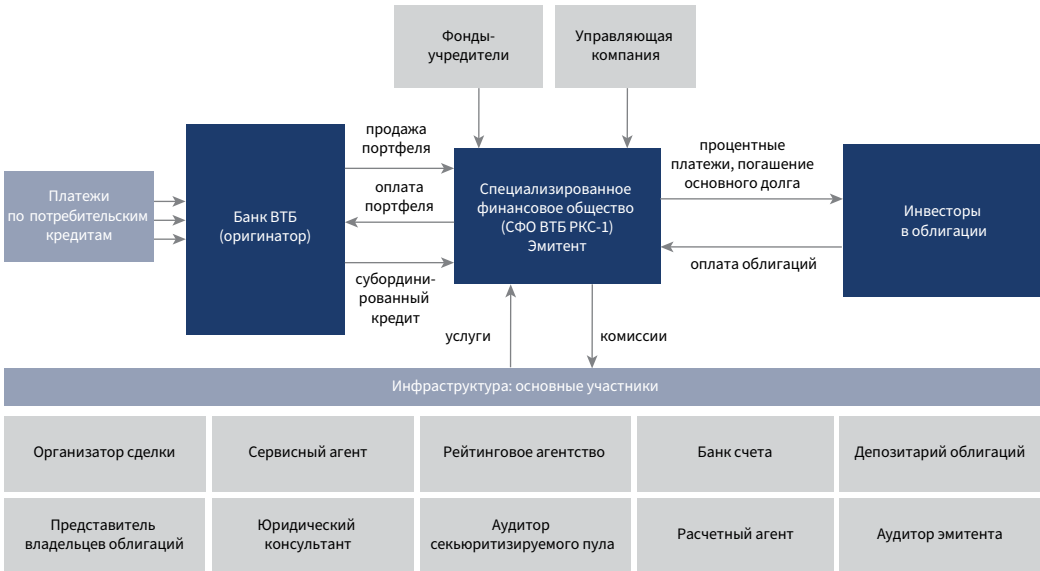 Фонды-
учредители
Управляющая
компания
продажа
портфеля
оплата
портфеля
субордини-
рованный
кредит
процентные
платежи, погашение
основного долга
оплата облигаций
Платежи
по потребительским
кредитам
Банк ВТБ
(оригинатор)
Специализированное
финансовое общество
(СФО ВТБ РКС-1)
Эмитент
Инвесторы
в облигации
услуги
комиссии
Инфраструктура: основные участники
Организатор сделки
Сервисный агент
Рейтинговое агентство
Банк счета
Депозитарий облигаций
Представитель
владельцев облигаций
Юридический
консультант
Аудитор
секьюритизируемого пула
Расчетный агент
Аудитор эмитента